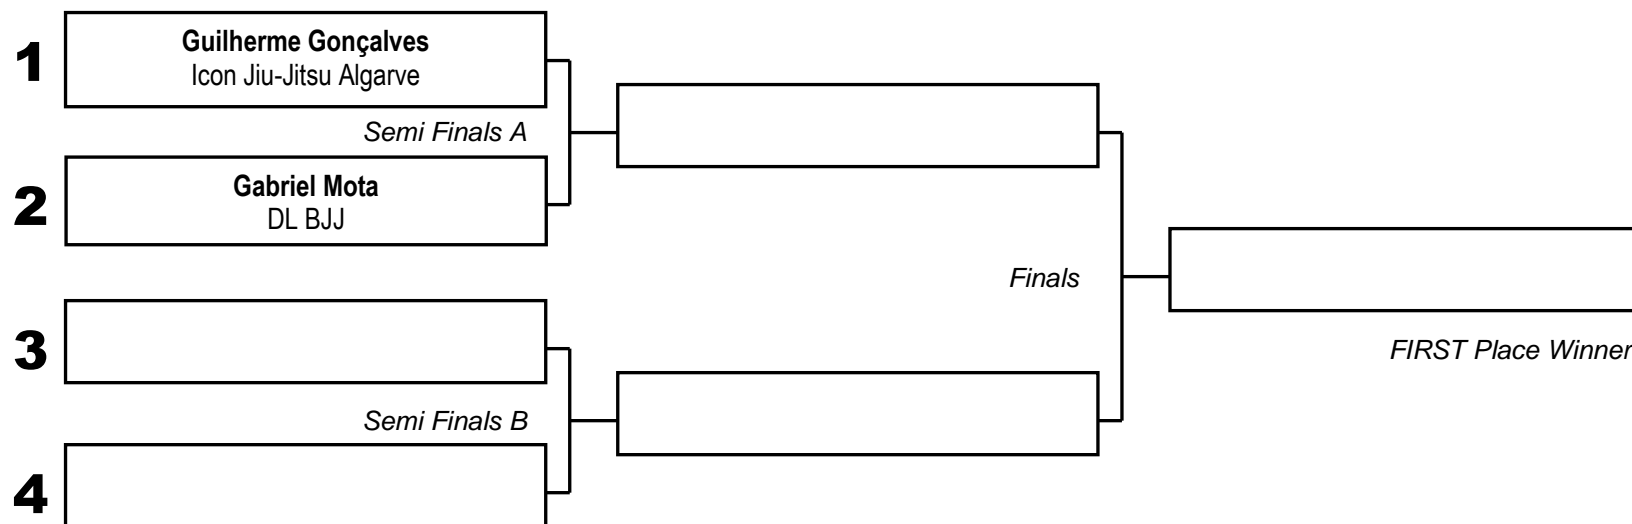 1
Guilherme Gonçalves
Icon Jiu-Jitsu Algarve
Semi Finals A
2
Gabriel Mota
DL BJJ
Finals
3
FIRST Place Winner
Semi Finals B
4